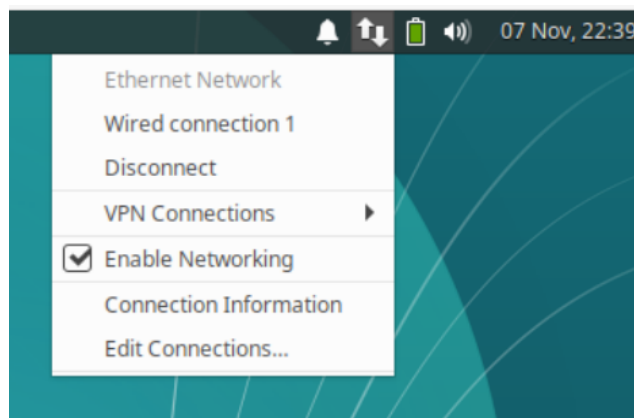 07 Nov, 22:39
Ethernet Network
Wired connection 1
Disconnect
VPN Connections
Enable Networking
Connection Information
Edit Connections...